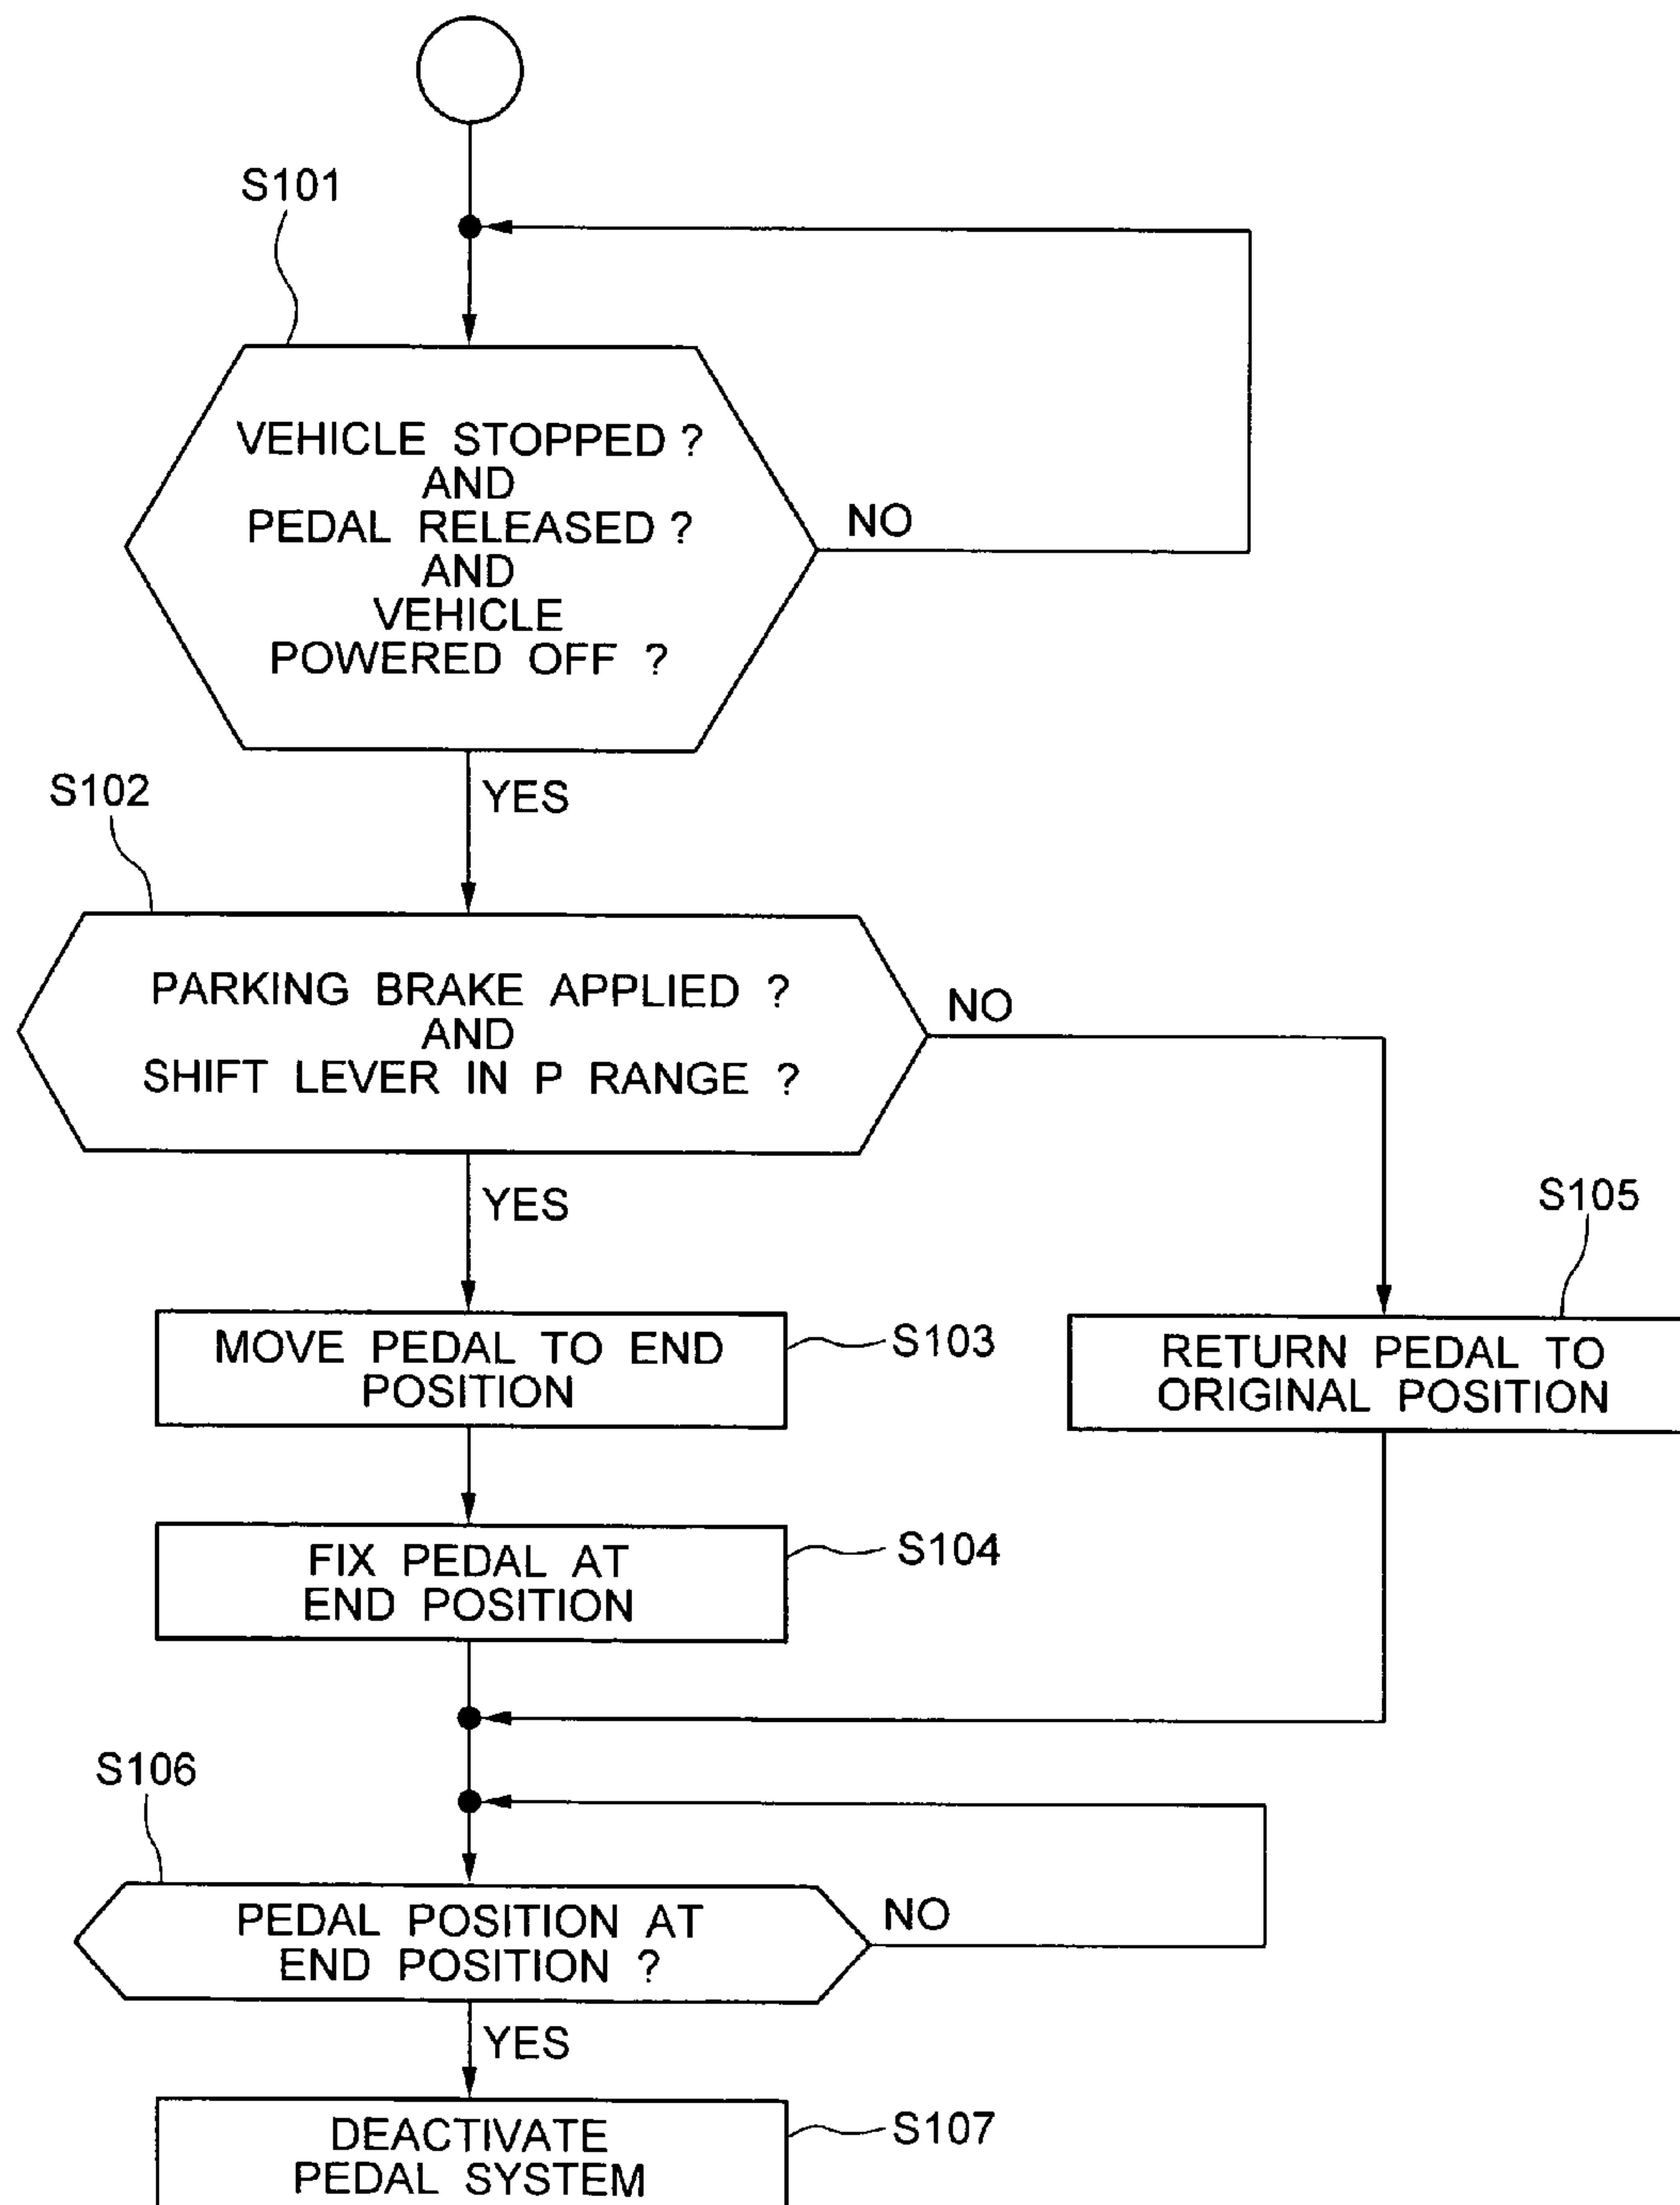 S101
VEHICLE STOPPED ?
AND
PEDAL RELEASED ?
AND
VEHICLE
POWERED OFF ?
NO
YES
S102
PARKING BRAKE APPLIED ?
AND
SHIFT LEVER IN P RANGE ?
NO
YES
S105
MOVE PEDAL TO END
POSITION
S103
RETURN PEDAL TO
ORIGINAL POSITION
FIX PEDAL AT
END POSITION
S104
S106
PEDAL POSITION AT
END POSITION ?
NO
YES
DEACTIVATE
PEDAL SYSTEM
S107